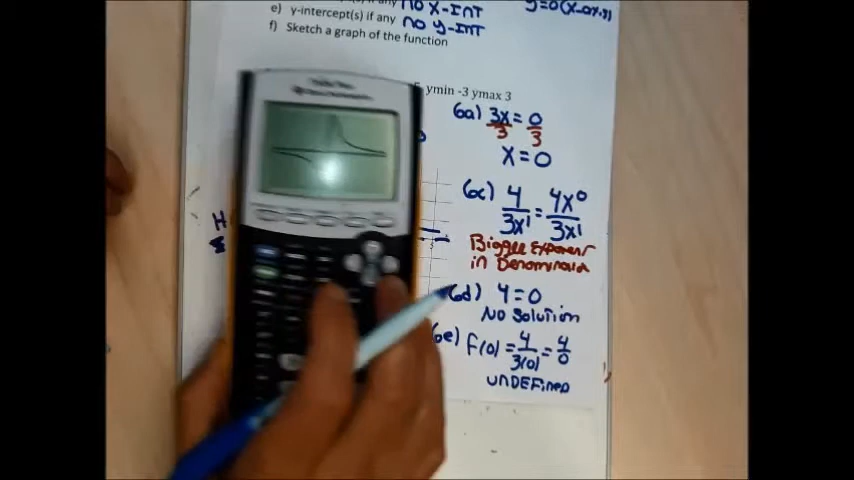 no x-INT
e) y-intercept(s) if any no y-INT
f) Sketch a graph of the function
ymin -3 ymax 3
6a) 3x = 0
3 3
x = 0
6c) 4 = 4x⁰
3x¹ 3x¹
Bigger Exponent
in Denominator
6d) 4 = 0
No Solution
6e) f(0) = 4 = 4
3(0) 0
UNDEFINED